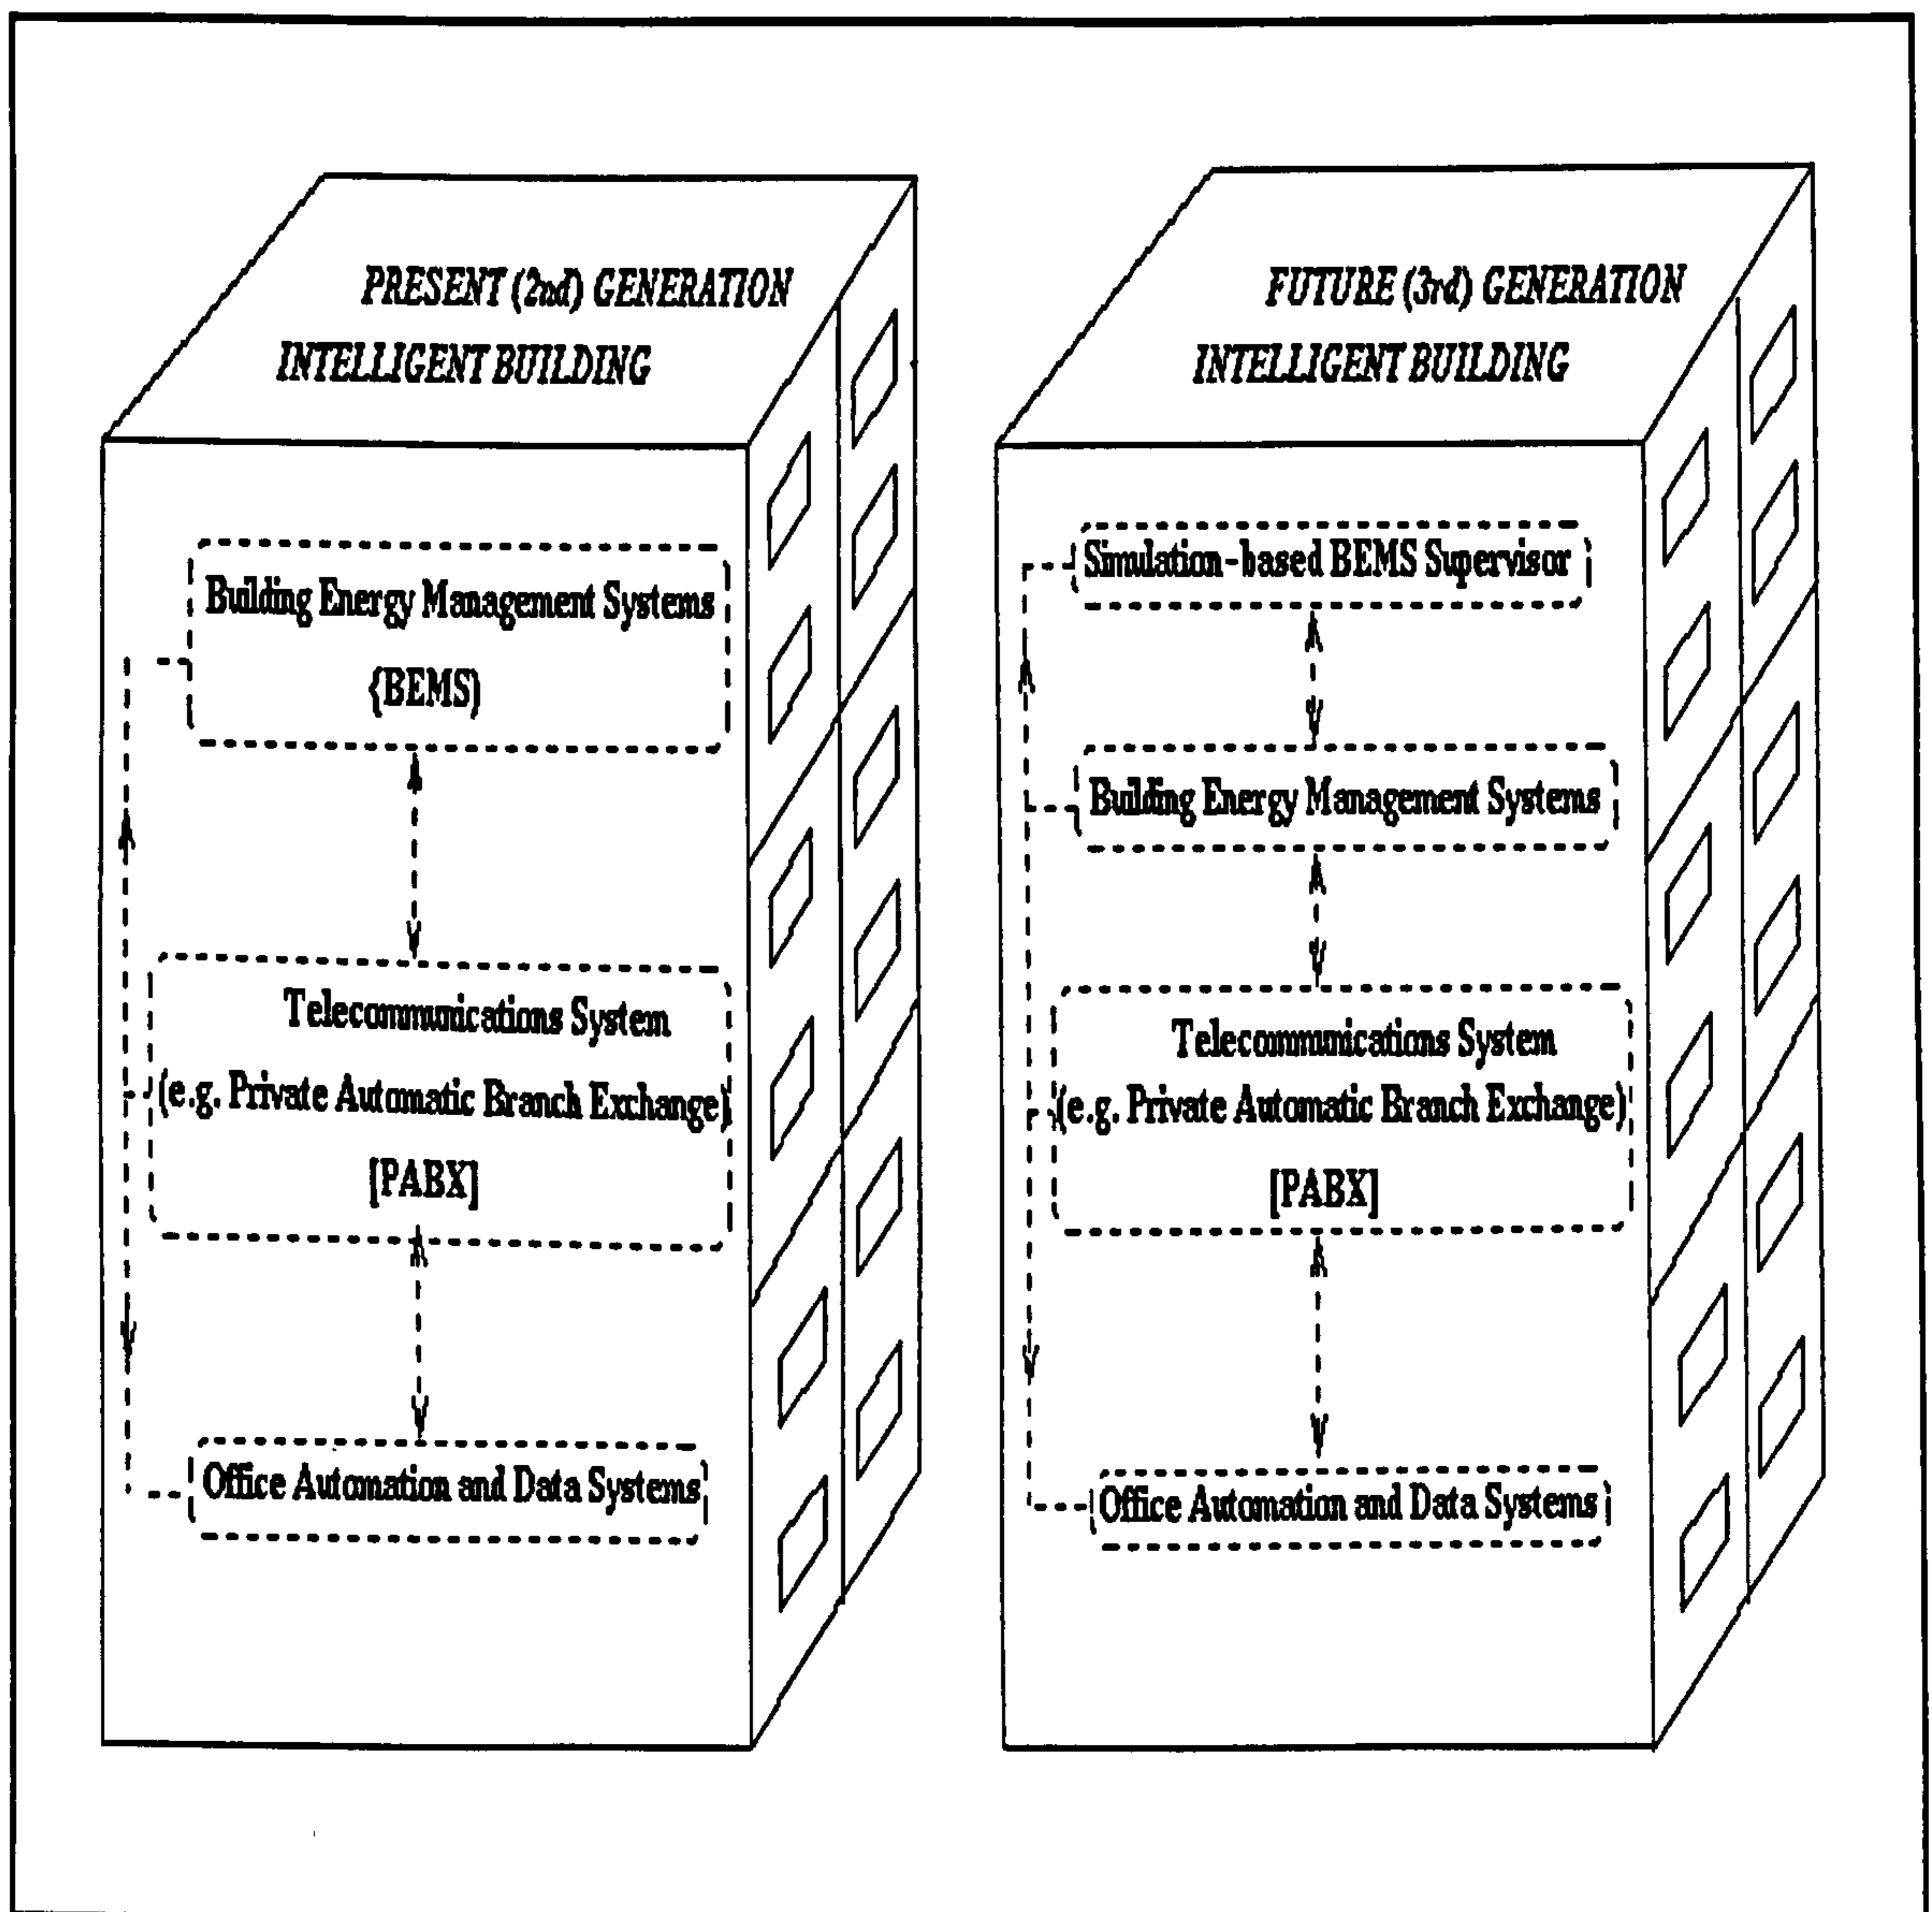 PRESENT (2nd) GENERATION
INTELLIGENT BUILDING
Building Energy Management Systems
{BEMS)
Telecommunications System
(e.g. Private Automatic Branch Exchange)
[PABX]
Office Automation and Data Systems
FUTURE (3rd) GENERATION
INTELLIGENT BUILDING
Simulation-based BEMS Supervisor
Building Energy Management Systems
Telecommunications System
(e.g. Private Automatic Branch Exchange)
[PABX]
Office Automation and Data Systems